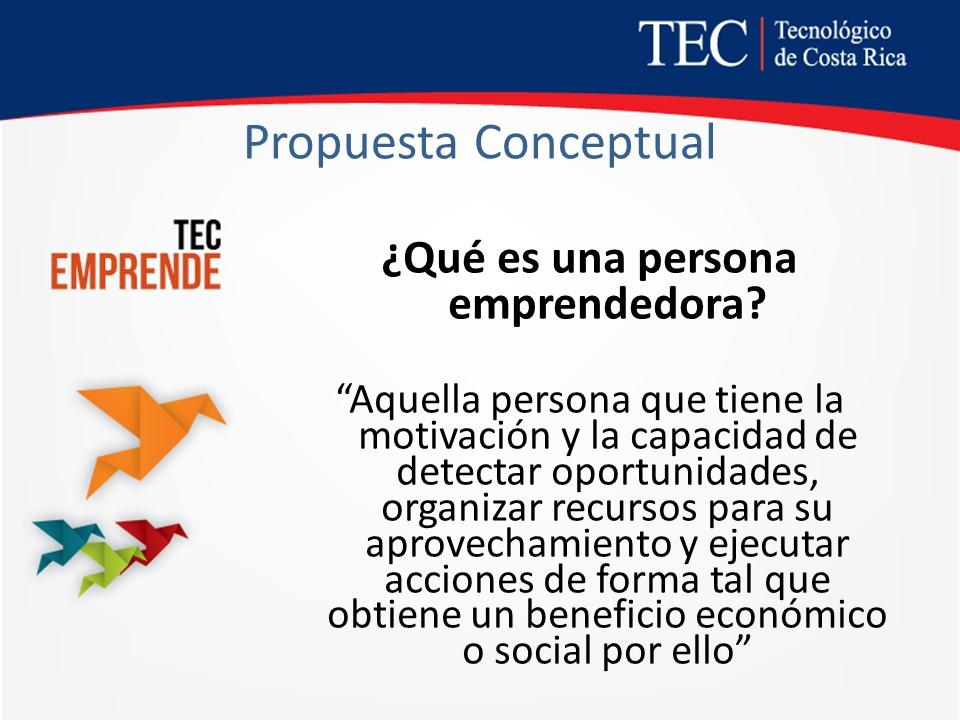 TEC
Tecnológico
de Costa Rica
Propuesta Conceptual
TEC
EMPRENDE
¿Qué es una persona
emprendedora?
“Aquella persona que tiene la
motivación y la capacidad de
detectar oportunidades,
organizar recursos para su
aprovechamiento y ejecutar
acciones de forma tal que
obtiene un beneficio económico
o social por ello”